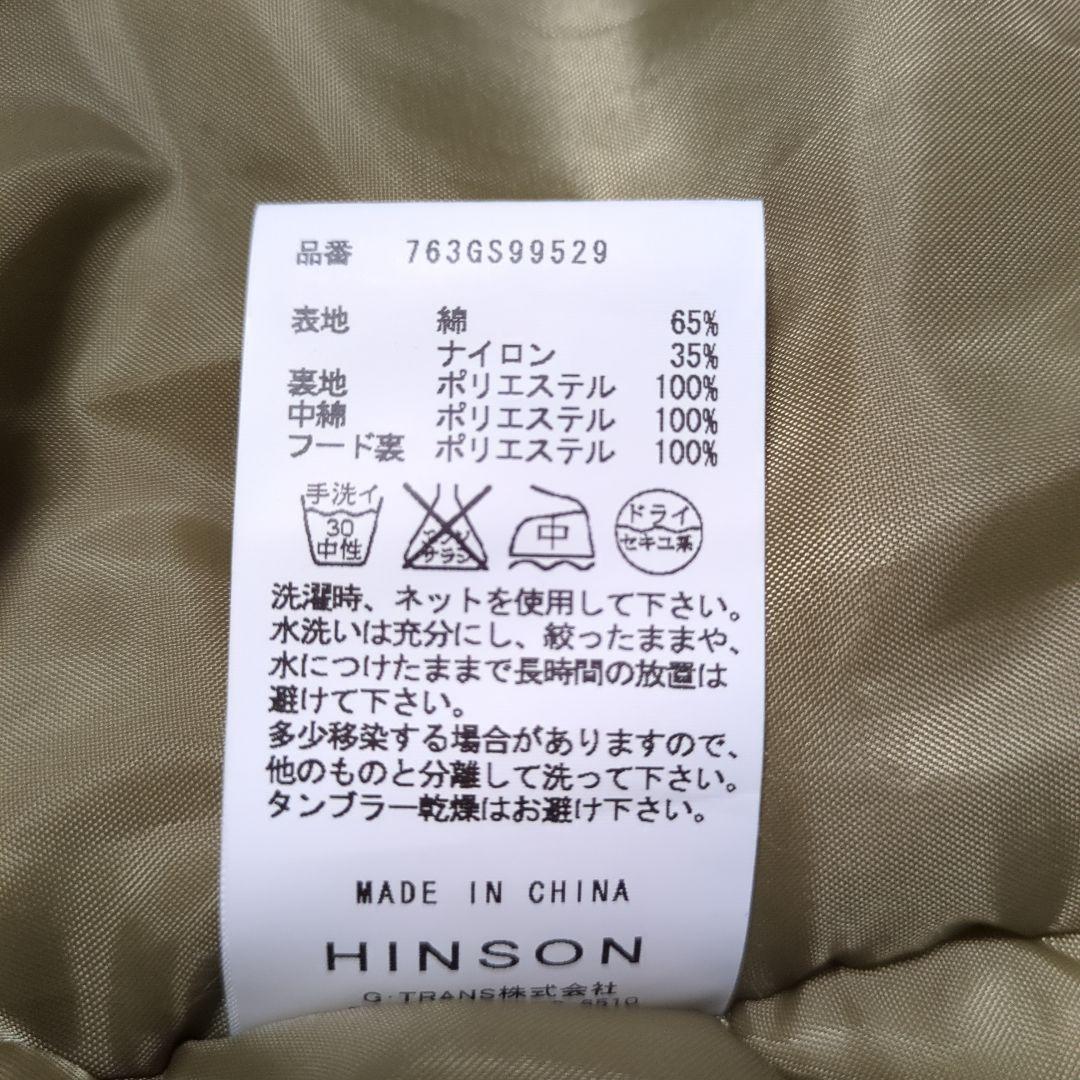 品番 763GS99529
表地 綿 65%
ナイロン 35%
裏地 ポリエステル 100%
中綿 ポリエステル 100%
フード裏 ポリエステル 100%
手洗イ
30
中性
サラシ
中
ドライ
セキユ系
洗濯時、ネットを使用して下さい。
水洗いは充分にし、絞ったままや、
水につけたままで長時間の放置は
避けて下さい。
多少移染する場合がありますので、
他のものと分離して洗って下さい。
タンブラー乾燥はお避け下さい。
MADE IN CHINA
HINSON
G・TRANS株式会社